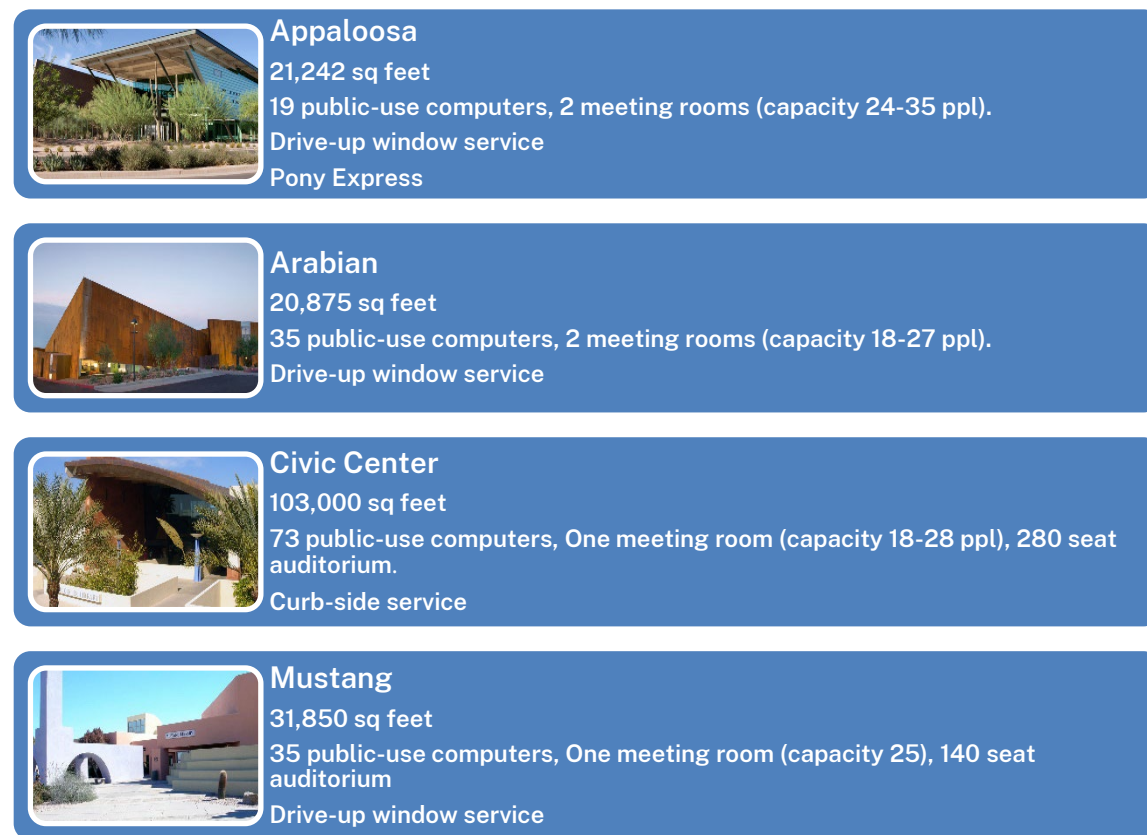 Appaloosa
21,242 sq feet
19 public-use computers, 2 meeting rooms (capacity 24-35 ppl).
Drive-up window service
Pony Express
Arabian
20,875 sq feet
35 public-use computers, 2 meeting rooms (capacity 18-27 ppl).
Drive-up window service
Civic Center
103,000 sq feet
73 public-use computers, One meeting room (capacity 18-28 ppl), 280 seat
auditorium.
Curb-side service
Mustang
31,850 sq feet
35 public-use computers, One meeting room (capacity 25), 140 seat
auditorium
Drive-up window service